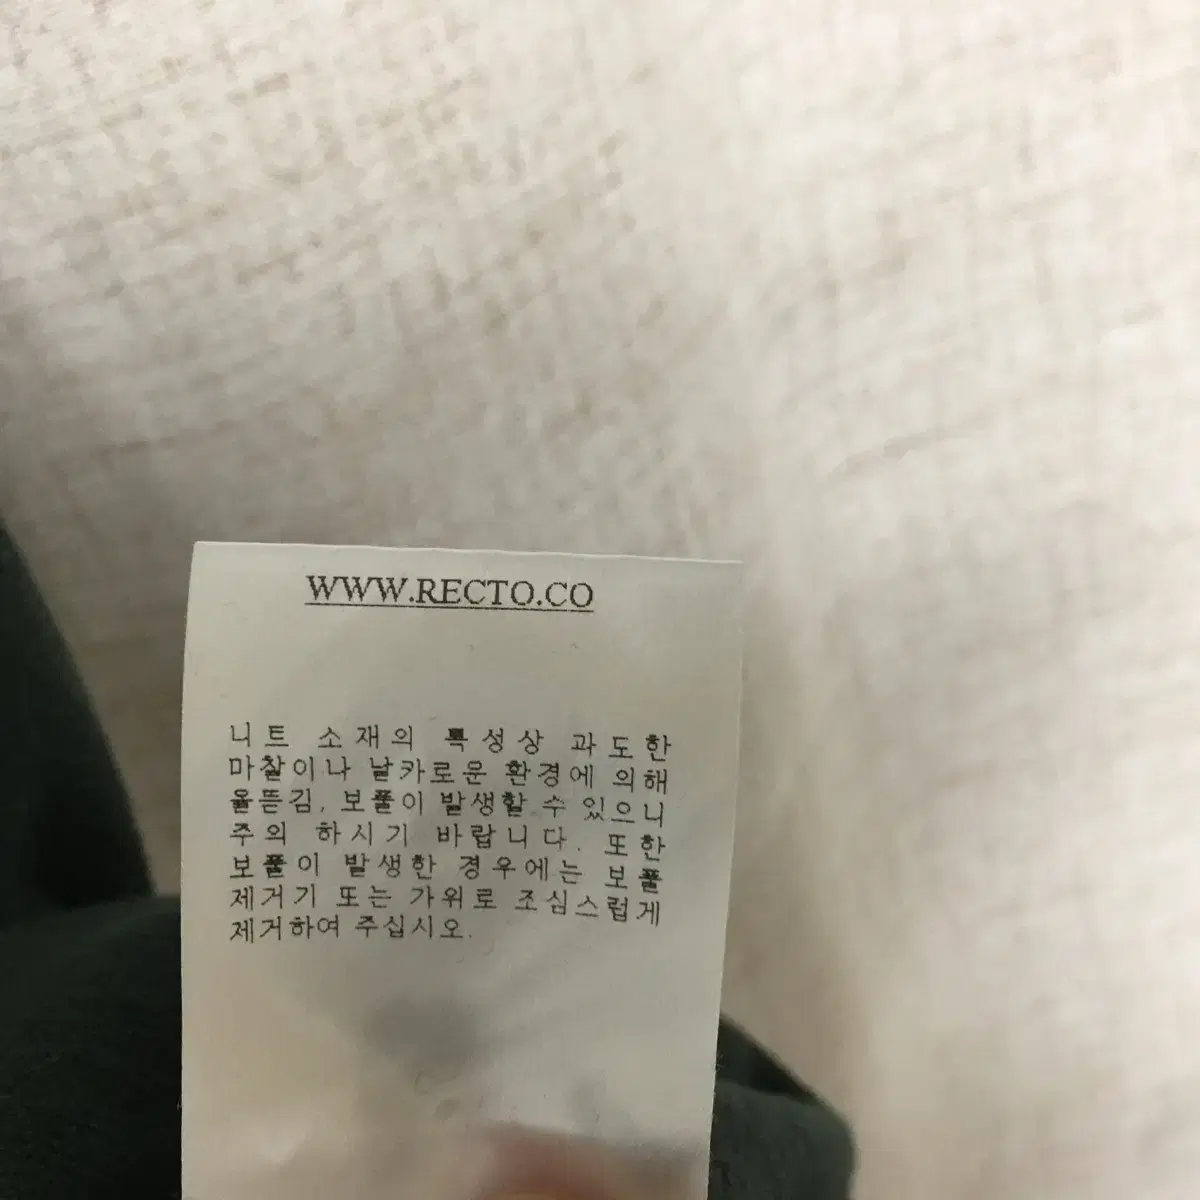 WWW.RECTO.CO
니트 소재의 특성상 과도한
마찰이나 날카로운 환경에 의해
올뜯김, 보풀이 발생할 수 있으니
주의 하시기 바랍니다. 또한
보풀이 발생한 경우에는 보풀
제거기 또는 가위로 조심스럽게
제거하여 주십시오.